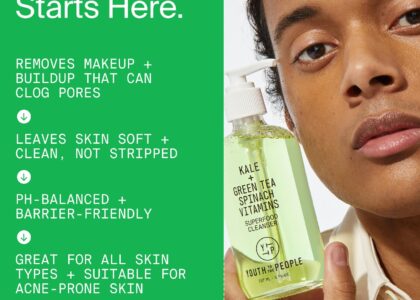 Starts Here.
REMOVES MAKEUP +
BUILDUP THAT CAN
CLOG PORES
LEAVES SKIN SOFT +
CLEAN, NOT STRIPPED
PH-BALANCED +
BARRIER-FRIENDLY
GREAT FOR ALL SKIN
TYPES + SUITABLE FOR
ACNE-PRONE SKIN
KALE
+
GREEN TEA
SPINACH
VITAMINS
SUPERFOOD
CLEANSER
YOUTH TO THE PEOPLE